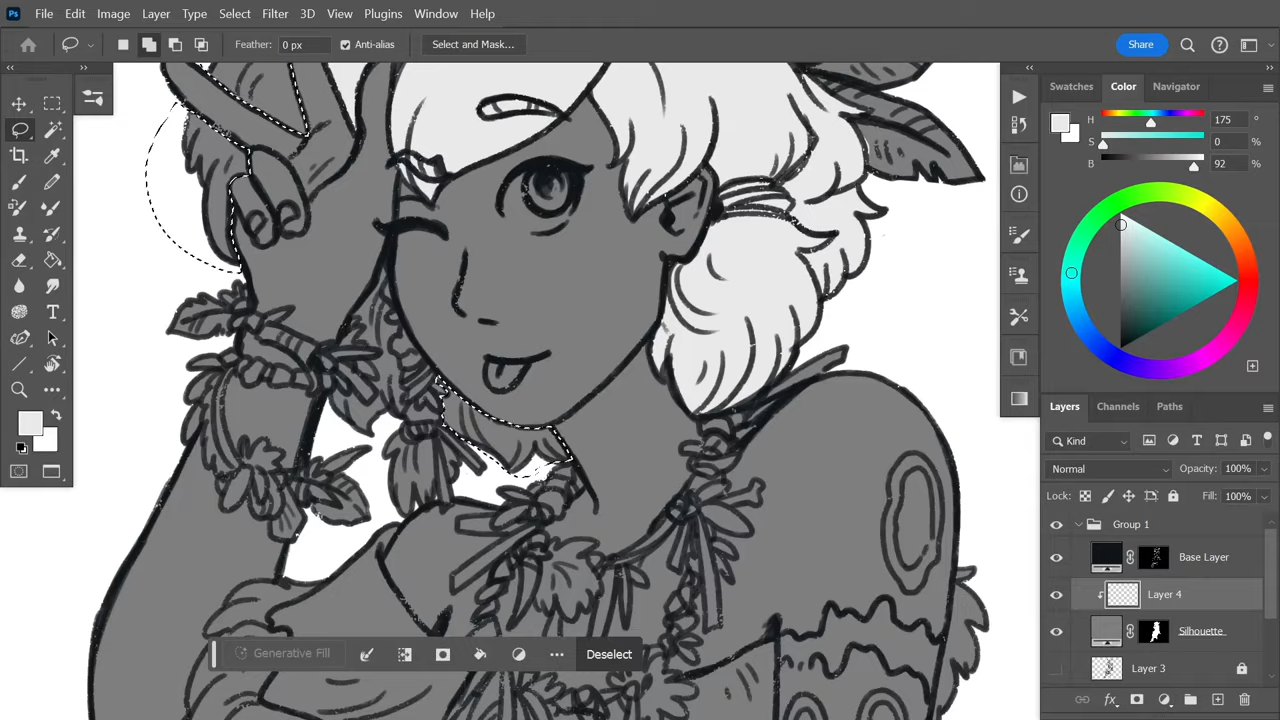 Ps File Edit Image Layer Type Select Filter 3D View Plugins Window Help
Feather: 0 px Anti-alias Select and Mask... Share
Swatches Color Navigator
H 175 °
S 0 %
B 92 %
Layers Channels Paths
Kind
Normal Opacity: 100%
Lock: Fill: 100%
Group 1
Base Layer
Layer 4
Silhouette
Layer 3
Generative Fill Deselect